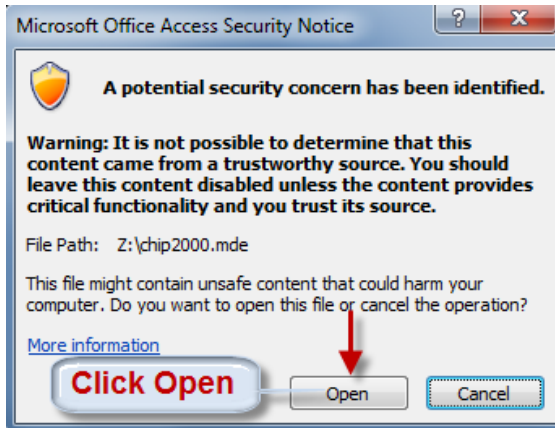 Microsoft Office Access Security Notice
?
A potential security concern has been identified.
Warning: It is not possible to determine that this
content came from a trustworthy source. You should
leave this content disabled unless the content provides
critical functionality and you trust its source.
File Path: Z:\chip2000.mde
This file might contain unsafe content that could harm your
computer. Do you want to open this file or cancel the operation?
More information
Click Open
Open
Cancel